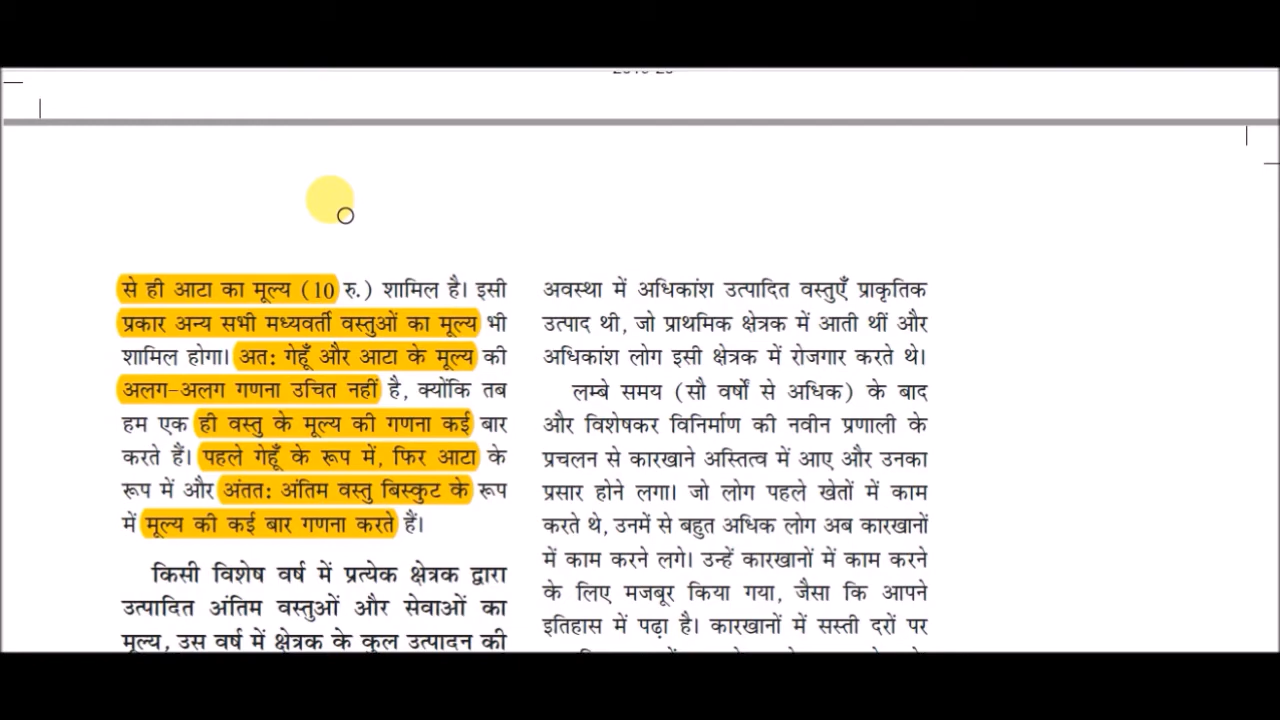 से ही आटा का मूल्य (10 रु.) शामिल है। इसी
प्रकार अन्य सभी मध्यवर्ती वस्तुओं का मूल्य भी
शामिल होगा। अत: गेहूँ और आटा के मूल्य की
अलग-अलग गणना उचित नहीं है, क्योंकि तब
हम एक ही वस्तु के मूल्य की गणना कई बार
करते हैं। पहले गेहूँ के रूप में, फिर आटा के
रूप में और अंतत: अंतिम वस्तु बिस्कुट के रूप
में मूल्य की कई बार गणना करते हैं।
किसी विशेष वर्ष में प्रत्येक क्षेत्रक द्वारा
उत्पादित अंतिम वस्तुओं और सेवाओं का
मूल्य, उस वर्ष में क्षेत्रक के कुल उत्पादन की
अवस्था में अधिकांश उत्पादित वस्तुएँ प्राकृतिक
उत्पाद थी, जो प्राथमिक क्षेत्रक में आती थीं और
अधिकांश लोग इसी क्षेत्रक में रोजगार करते थे।
लम्बे समय (सौ वर्षों से अधिक) के बाद
और विशेषकर विनिर्माण की नवीन प्रणाली के
प्रचलन से कारखाने अस्तित्व में आए और उनका
प्रसार होने लगा। जो लोग पहले खेतों में काम
करते थे, उनमें से बहुत अधिक लोग अब कारखानों
में काम करने लगे। उन्हें कारखानों में काम करने
के लिए मजबूर किया गया, जैसा कि आपने
इतिहास में पढ़ा है। कारखानों में सस्ती दरों पर